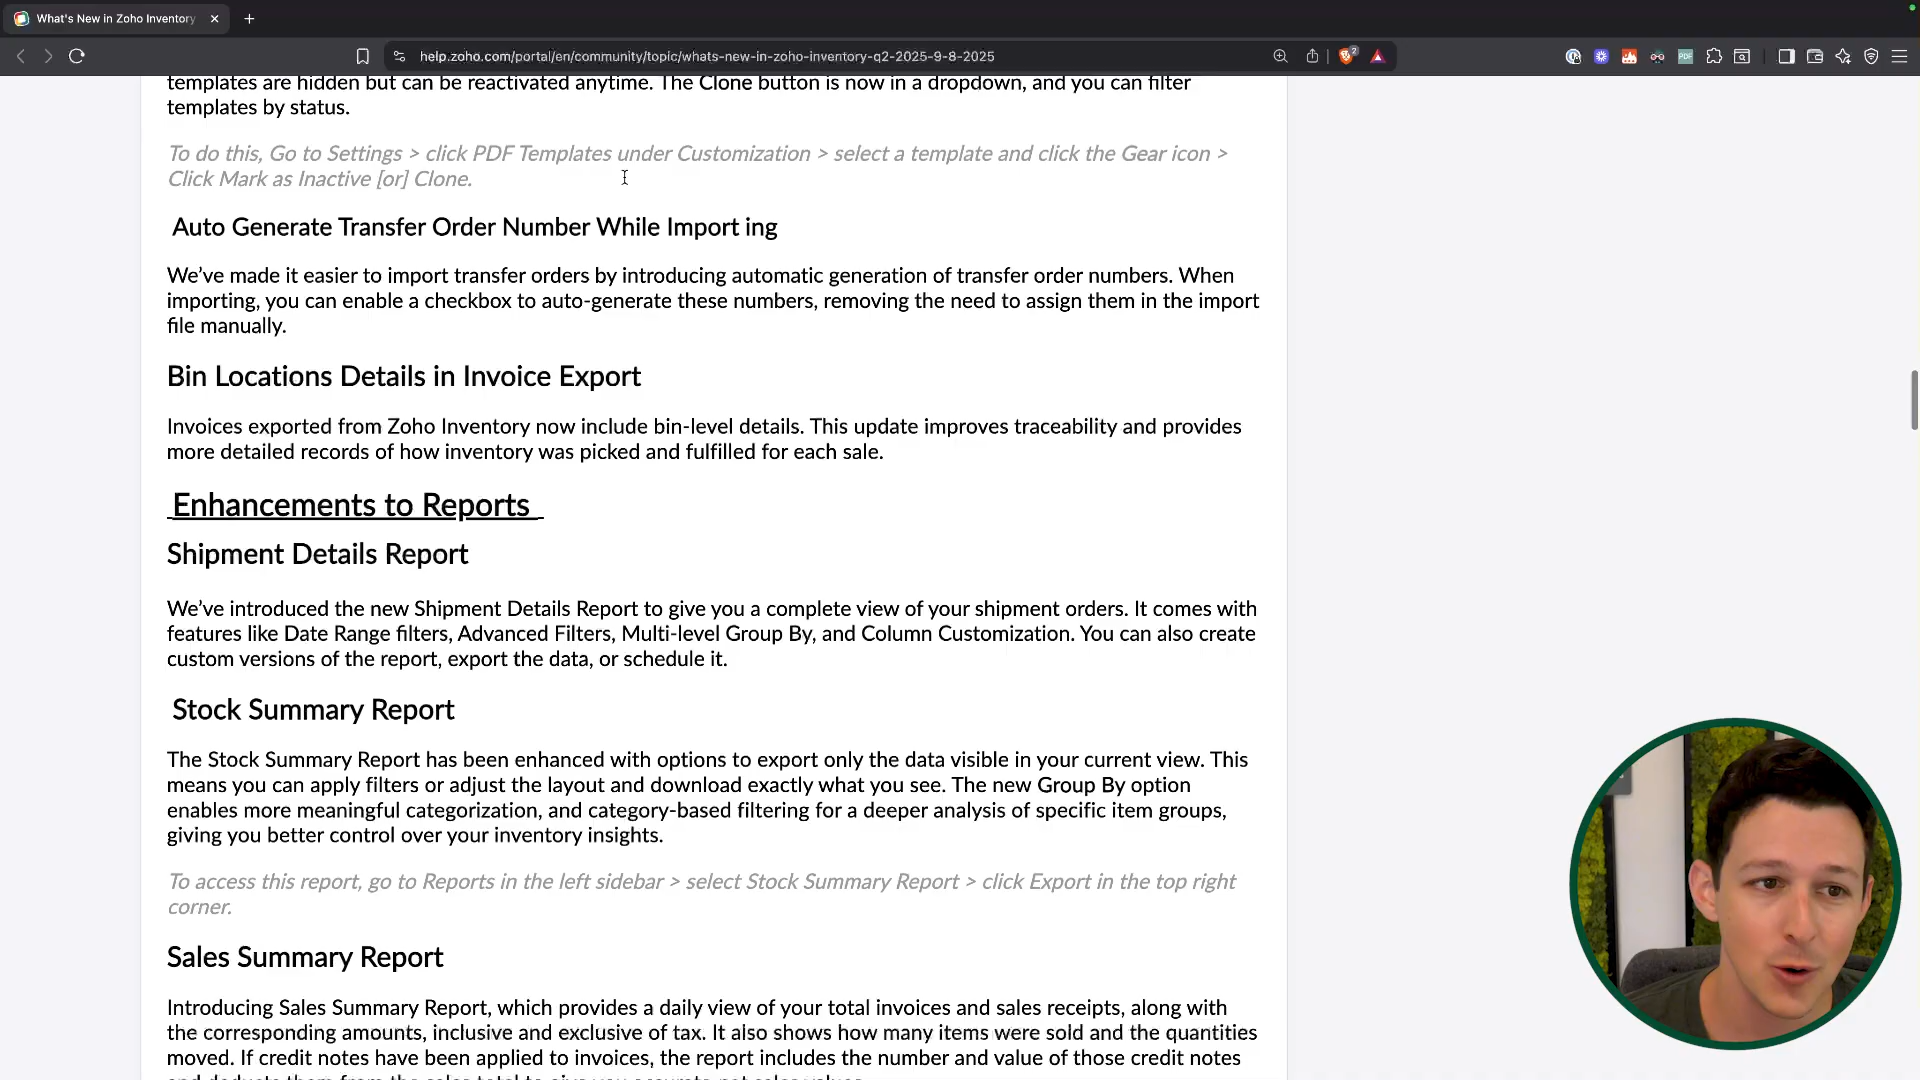 What's New in Zoho Inventory
help.zoho.com/portal/en/community/topic/whats-new-in-zoho-inventory-q2-2025-9-8-2025
2
PDF
templates are hidden but can be reactivated anytime. The Clone button is now in a dropdown, and you can filter
templates by status.
To do this, Go to Settings > click PDF Templates under Customization > select a template and click the Gear icon >
Click Mark as Inactive [or] Clone.
Auto Generate Transfer Order Number While Import ing
We've made it easier to import transfer orders by introducing automatic generation of transfer order numbers. When
importing, you can enable a checkbox to auto-generate these numbers, removing the need to assign them in the import
file manually.
Bin Locations Details in Invoice Export
Invoices exported from Zoho Inventory now include bin-level details. This update improves traceability and provides
more detailed records of how inventory was picked and fulfilled for each sale.
Enhancements to Reports
Shipment Details Report
We've introduced the new Shipment Details Report to give you a complete view of your shipment orders. It comes with
features like Date Range filters, Advanced Filters, Multi-level Group By, and Column Customization. You can also create
custom versions of the report, export the data, or schedule it.
Stock Summary Report
The Stock Summary Report has been enhanced with options to export only the data visible in your current view. This
means you can apply filters or adjust the layout and download exactly what you see. The new Group By option
enables more meaningful categorization, and category-based filtering for a deeper analysis of specific item groups,
giving you better control over your inventory insights.
To access this report, go to Reports in the left sidebar > select Stock Summary Report > click Export in the top right
corner.
Sales Summary Report
Introducing Sales Summary Report, which provides a daily view of your total invoices and sales receipts, along with
the corresponding amounts, inclusive and exclusive of tax. It also shows how many items were sold and the quantities
moved. If credit notes have been applied to invoices, the report includes the number and value of those credit notes